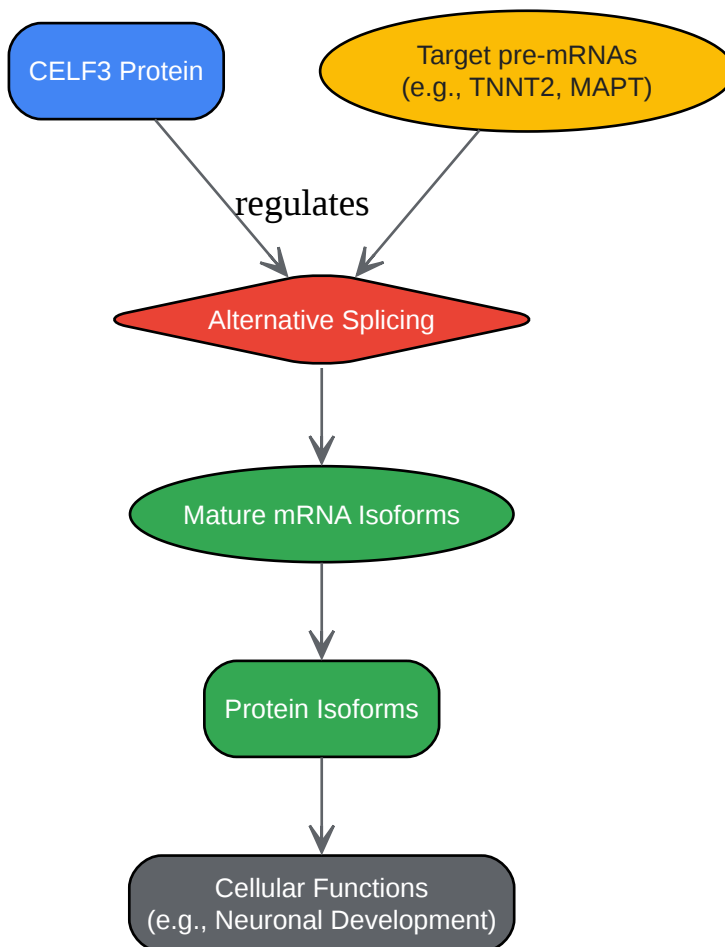 CELF3 Protein
Target pre-mRNAs
(e.g., TNNT2, MAPT)
regulates
Alternative Splicing
Mature mRNA Isoforms
Protein Isoforms
Cellular Functions
(e.g., Neuronal Development)